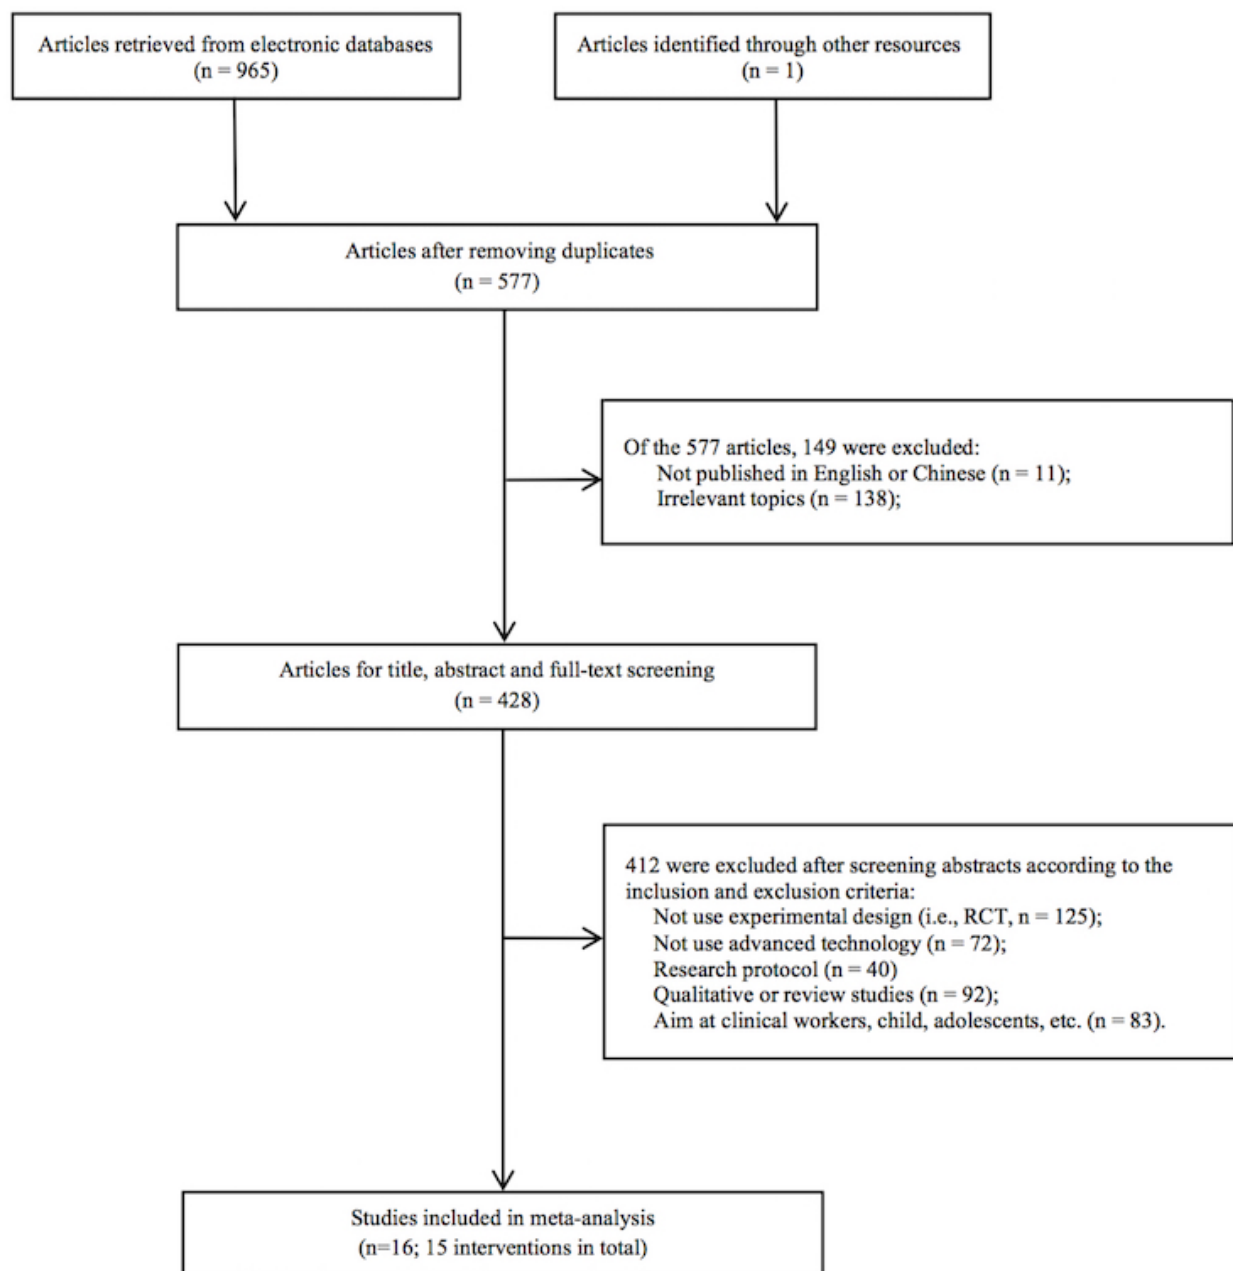 Articles retrieved from electronic databases
(n = 965)
Articles identified through other resources
(n = 1)
Articles after removing duplicates
(n = 577)
Of the 577 articles, 149 were excluded:
Not published in English or Chinese (n = 11);
Irrelevant topics (n = 138);
Articles for title, abstract and full-text screening
(n = 428)
412 were excluded after screening abstracts according to the
inclusion and exclusion criteria:
Not use experimental design (i.e., RCT, n = 125);
Not use advanced technology (n = 72);
Research protocol (n = 40)
Qualitative or review studies (n = 92);
Aim at clinical workers, child, adolescents, etc. (n = 83).
Studies included in meta-analysis
(n=16; 15 interventions in total)